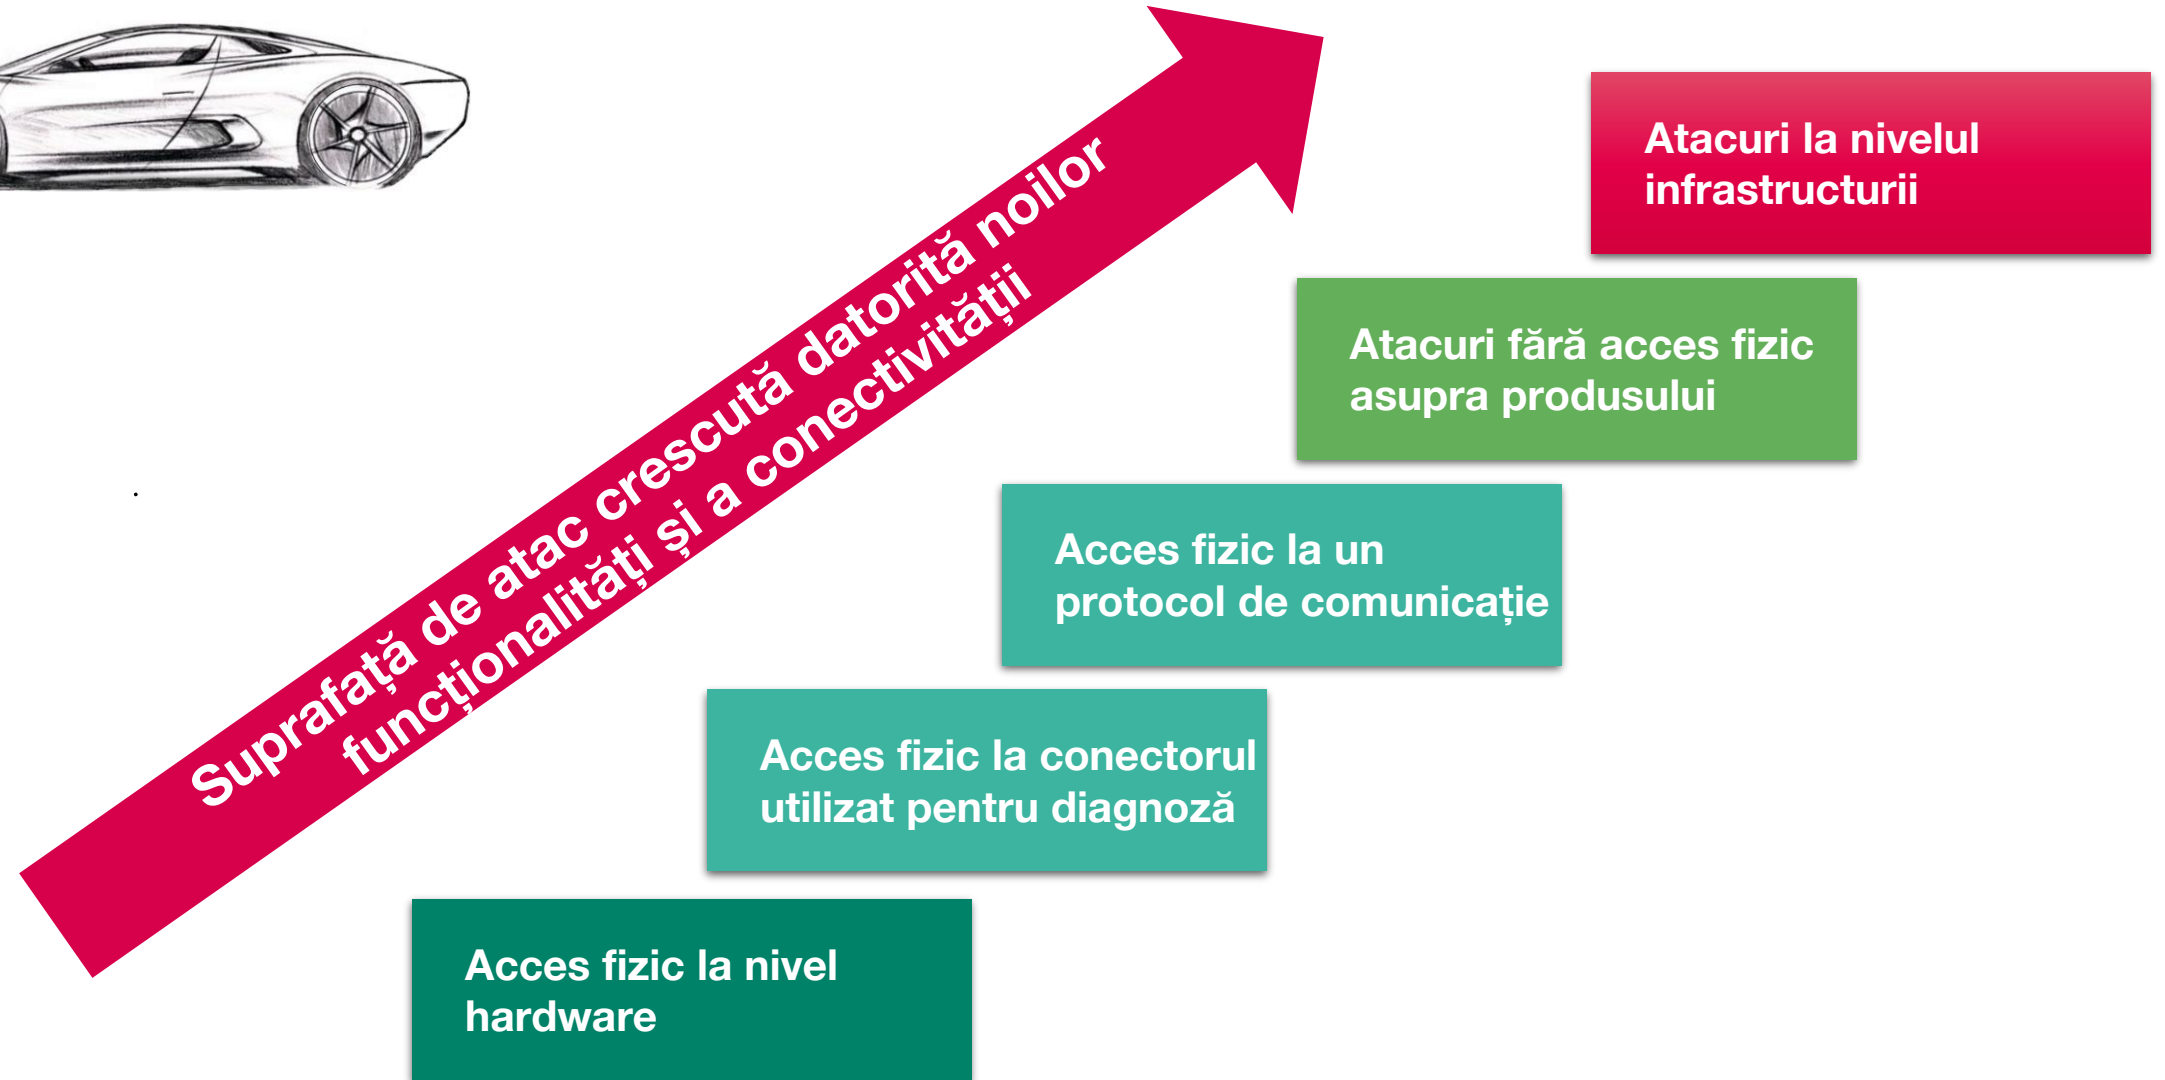 Suprafață de atac crescută datorită noilor
funcționalități și a conectivității
Atacuri la nivelul
infrastructurii
Atacuri fără acces fizic
asupra produsului
Acces fizic la un
protocol de comunicație
Acces fizic la conectorul
utilizat pentru diagnoză
Acces fizic la nivel
hardware
.